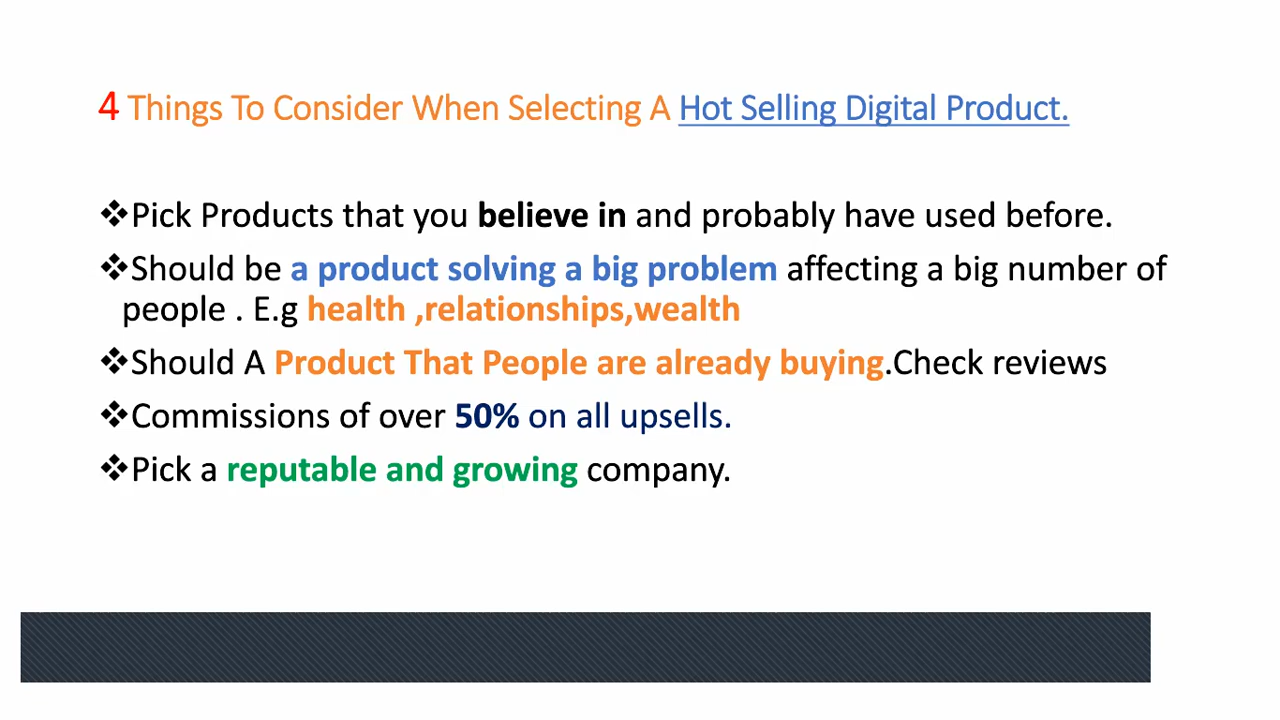 4 Things To Consider When Selecting A Hot Selling Digital Product.
❖Pick Products that you believe in and probably have used before.
❖Should be a product solving a big problem affecting a big number of
people . E.g health ,relationships,wealth
❖Should A Product That People are already buying.Check reviews
❖Commissions of over 50% on all upsells.
❖Pick a reputable and growing company.